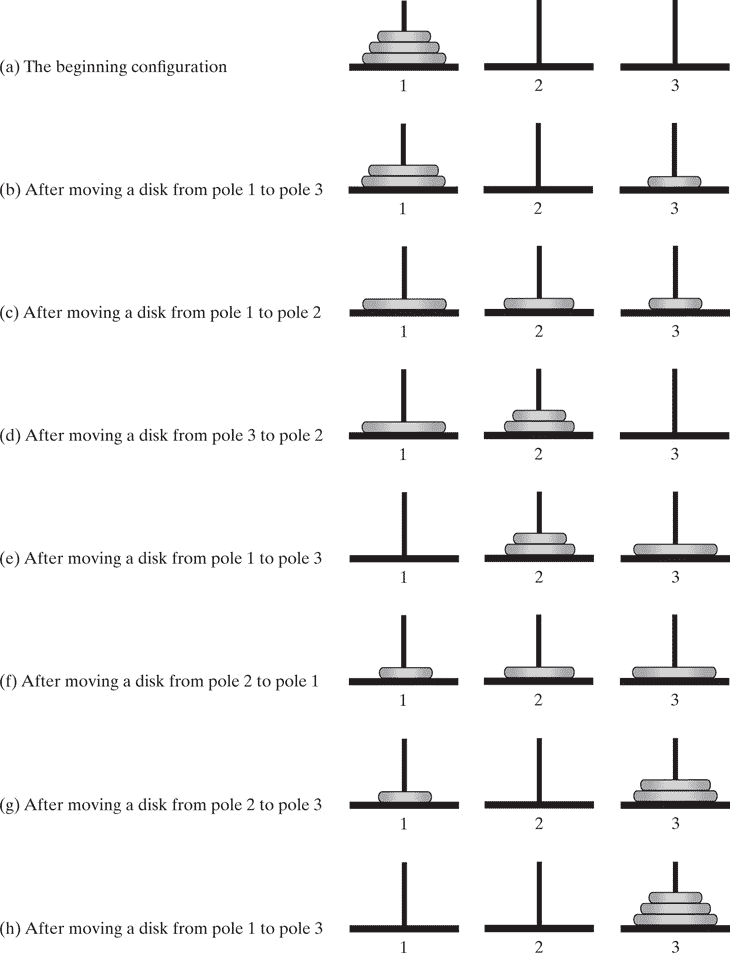 (a) The beginning configuration
1 2 3
(b) After moving a disk from pole 1 to pole 3
1 2 3
(c) After moving a disk from pole 1 to pole 2
1 2 3
(d) After moving a disk from pole 3 to pole 2
1 2 3
(e) After moving a disk from pole 1 to pole 3
1 2 3
(f) After moving a disk from pole 2 to pole 1
1 2 3
(g) After moving a disk from pole 2 to pole 3
1 2 3
(h) After moving a disk from pole 1 to pole 3
1 2 3